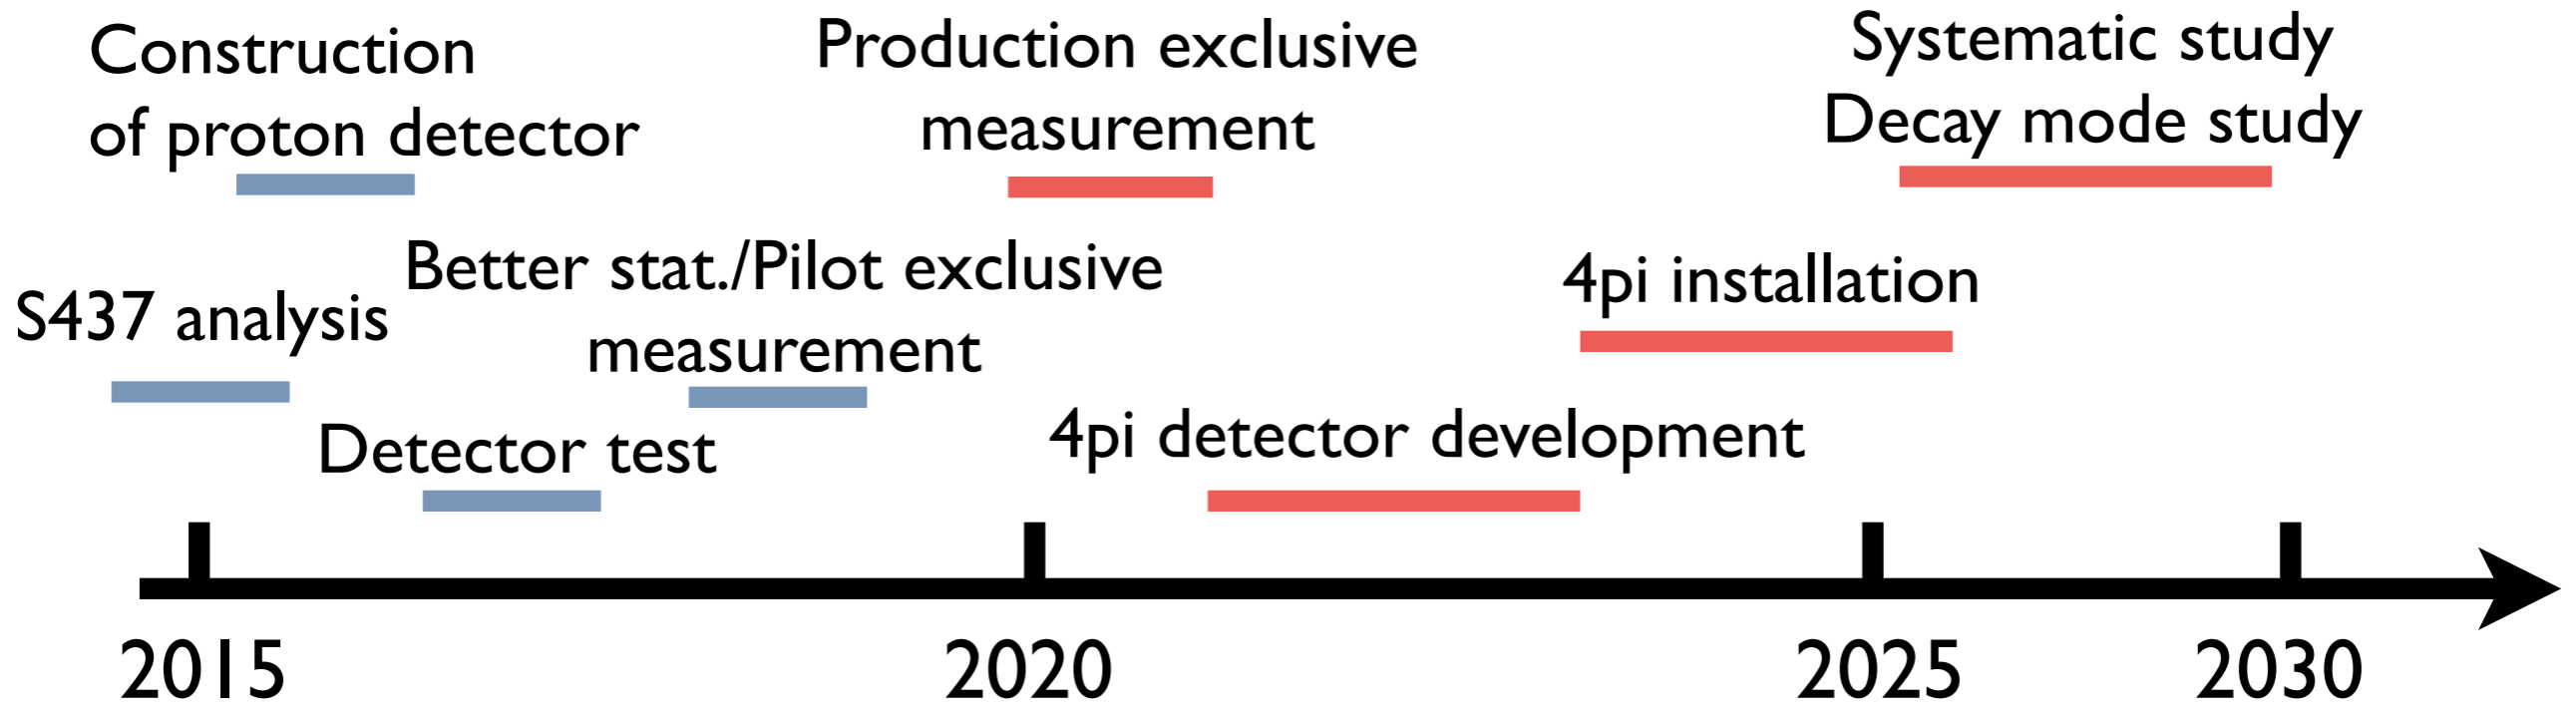 Construction
of proton detector
Production exclusive
measurement
Systematic study
Decay mode study
S437 analysis
Better stat./Pilot exclusive
measurement
4pi installation
Detector test
4pi detector development
2015
2020
2025
2030